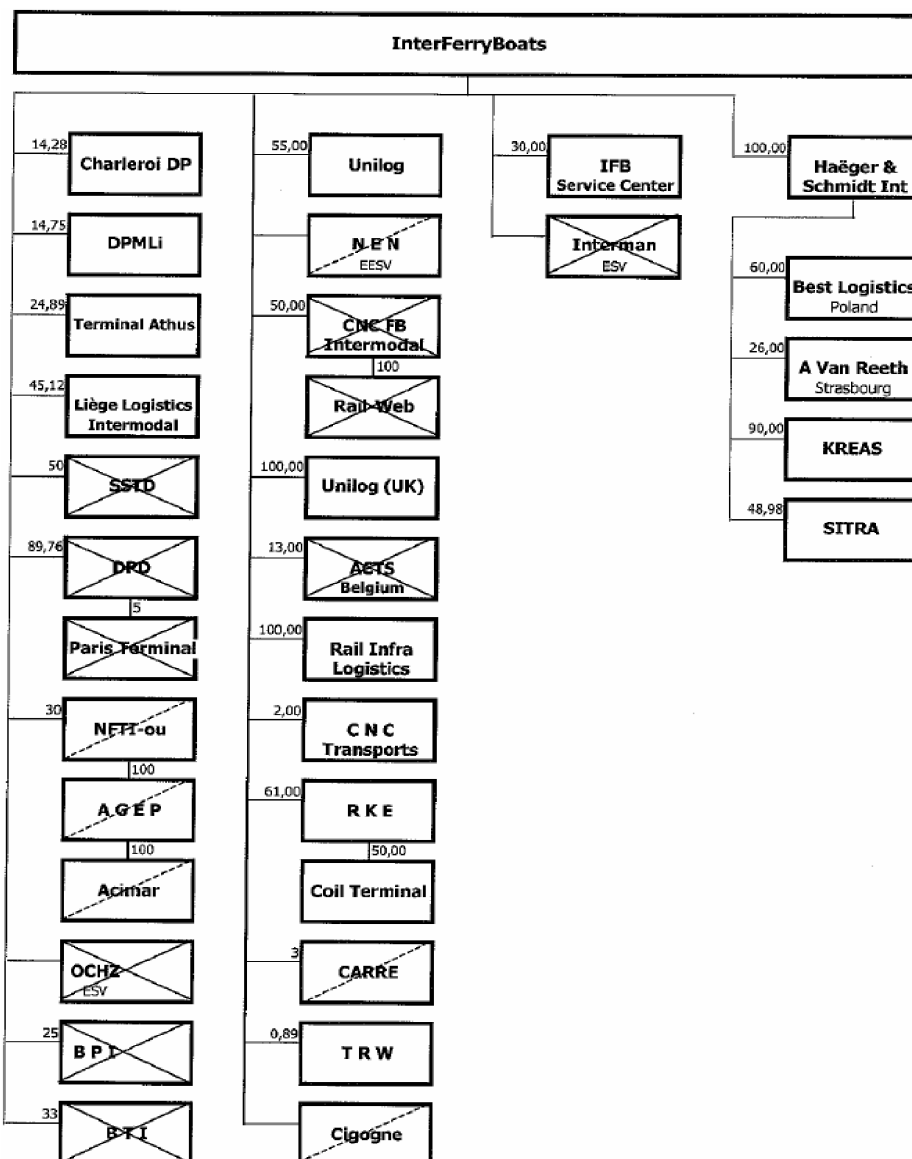 InterFerryBoats
14,28
Charleroi DP
14,75
DPMLi
24,89
Terminal Athus
45,12
Liège Logistics
Intermodal
50
SSTD
89,76
DPD
5
Paris Terminal
30
NFTI-ou
100
A G E P
100
Acimar
OCHZ
ESV
25
B P I
33
B T I
55,00
Unilog
N E N
EESV
50,00
CNC FB
Intermodal
100
Rail-Web
100,00
Unilog (UK)
13,00
ACTS
Belgium
100,00
Rail Infra
Logistics
2,00
C N C
Transports
61,00
R K E
50,00
Coil Terminal
3
CARRE
0,89
T R W
Cigogne
30,00
IFB
Service Center
Interman
ESV
100,00
Haëger &
Schmidt Int
60,00
Best Logistics
Poland
26,00
A Van Reeth
Strasbourg
90,00
KREAS
48,98
SITRA